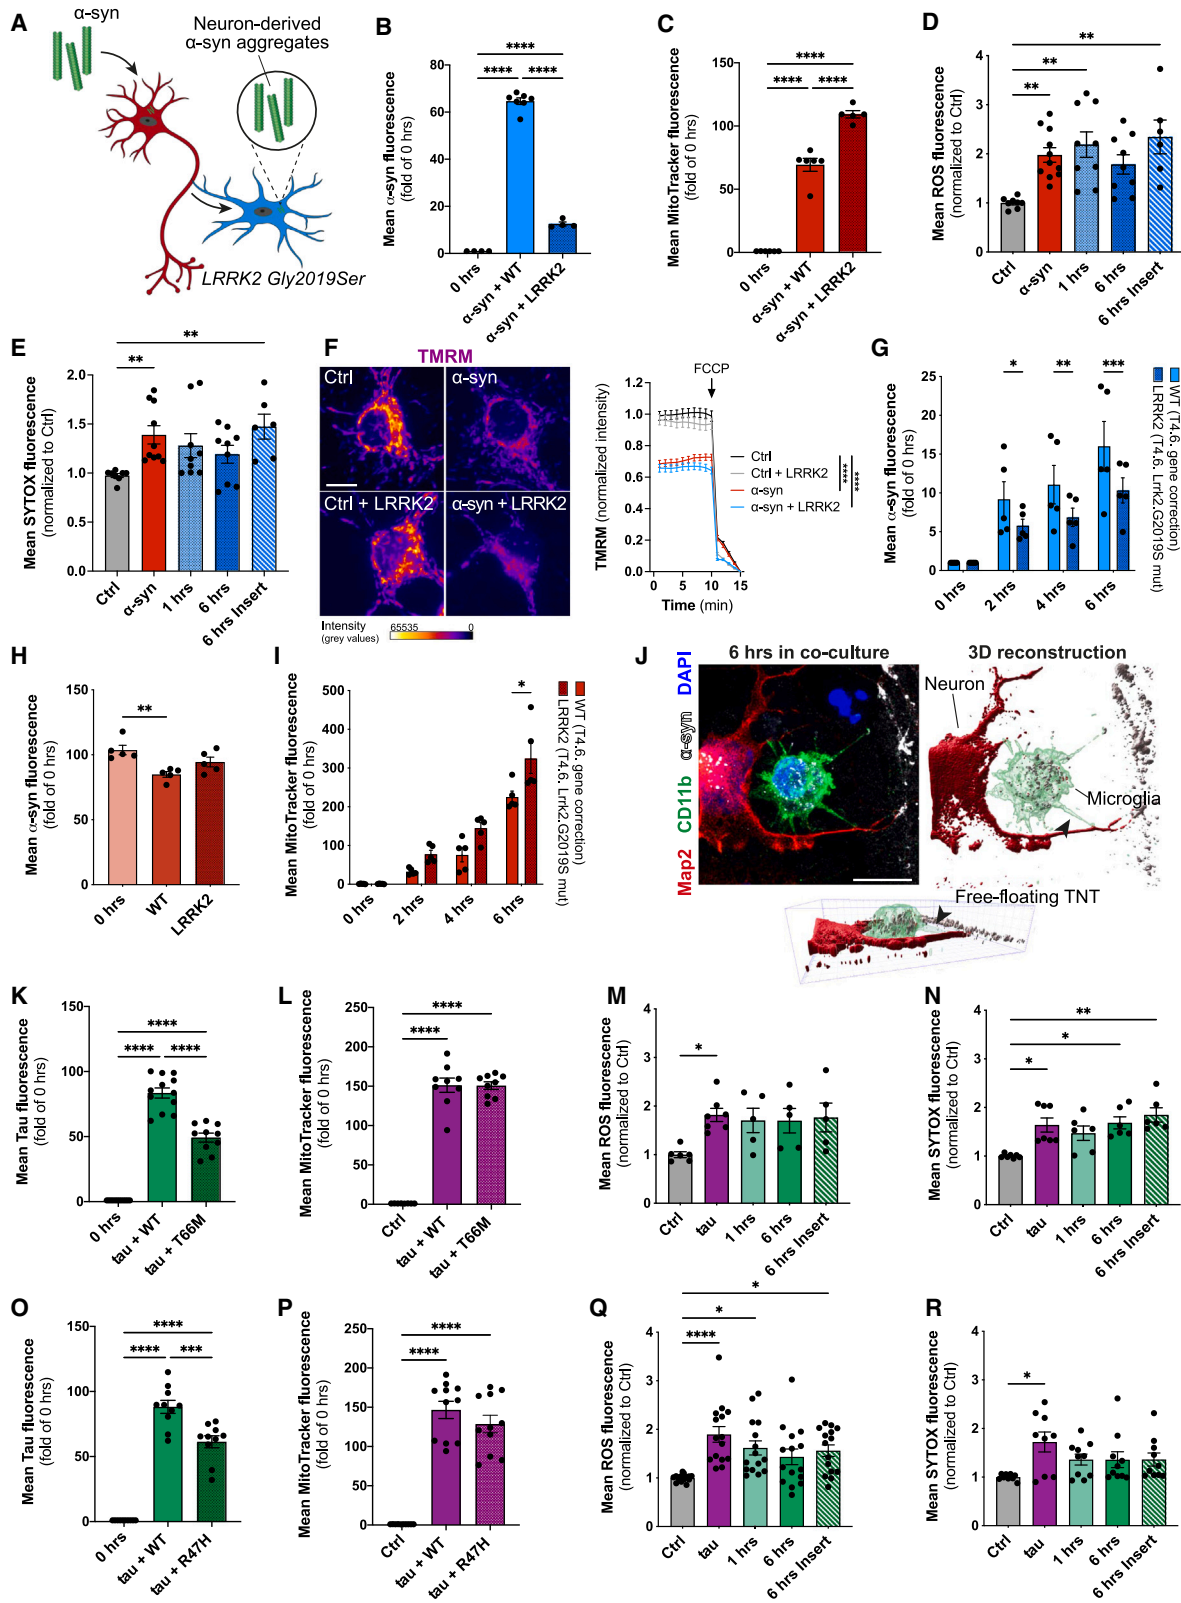 A
α-syn
Neuron-derived
α-syn aggregates
LRRK2 Gly2019Ser
B
Mean α-syn fluorescence
(fold of 0 hrs)
80
60
40
20
0
****
**** ****
0 hrs
α-syn + WT
α-syn + LRRK2
C
Mean MitoTracker fluorescence
(fold of 0 hrs)
150
100
50
0
****
**** ****
0 hrs
α-syn + WT
α-syn + LRRK2
D
Mean ROS fluorescence
(normalized to Ctrl)
4
3
2
1
0
**
**
**
Ctrl
α-syn
1 hrs
6 hrs
6 hrs Insert
E
Mean SYTOX fluorescence
(normalized to Ctrl)
2.0
1.5
1.0
0.5
0.0
**
**
Ctrl
α-syn
1 hrs
6 hrs
6 hrs Insert
F
TMRM
Ctrl
α-syn
Ctrl + LRRK2
α-syn + LRRK2
Intensity
(grey values)
65535
0
TMRM (normalized intensity)
1.2
1.0
0.8
0.6
0.4
0.2
0.0
FCCP
Ctrl
Ctrl + LRRK2
α-syn
α-syn + LRRK2
****
****
0 5 10 15
Time (min)
G
Mean α-syn fluorescence
(fold of 0 hrs)
25
20
15
10
5
0
* ** ***
0 hrs
2 hrs
4 hrs
6 hrs
WT (T4.6. gene correction)
LRRK2 (T4.6. Lrrk2.G2019S mut)
H
Mean α-syn fluorescence
(fold of 0 hrs)
150
100
50
0
**
0 hrs
WT
LRRK2
I
Mean MitoTracker fluorescence
(fold of 0 hrs)
500
400
300
200
100
0
*
0 hrs
2 hrs
4 hrs
6 hrs
WT (T4.6. gene correction)
LRRK2 (T4.6. Lrrk2.G2019S mut)
J
6 hrs in co-culture
3D reconstruction
Map2 CD11b α-syn DAPI
Neuron
Microglia
Free-floating TNT
K
Mean Tau fluorescence
(fold of 0 hrs)
150
100
50
0
****
**** ****
0 hrs
tau + WT
tau + T66M
L
Mean MitoTracker fluorescence
(fold of 0 hrs)
250
200
150
100
50
0
****
****
Ctrl
tau + WT
tau + T66M
M
Mean ROS fluorescence
(normalized to Ctrl)
4
3
2
1
0
*
Ctrl
tau
1 hrs
6 hrs
6 hrs Insert
N
Mean SYTOX fluorescence
(normalized to Ctrl)
4
3
2
1
0
**
*
*
Ctrl
tau
1 hrs
6 hrs
6 hrs Insert
O
Mean Tau fluorescence
(fold of 0 hrs)
150
100
50
0
****
**** ***
0 hrs
tau + WT
tau + R47H
P
Mean MitoTracker fluorescence
(fold of 0 hrs)
250
200
150
100
50
0
****
****
Ctrl
tau + WT
tau + R47H
Q
Mean ROS fluorescence
(normalized to Ctrl)
4
3
2
1
0
*
*
****
Ctrl
tau
1 hrs
6 hrs
6 hrs Insert
R
Mean SYTOX fluorescence
(normalized to Ctrl)
4
3
2
1
0
*
Ctrl
tau
1 hrs
6 hrs
6 hrs Insert